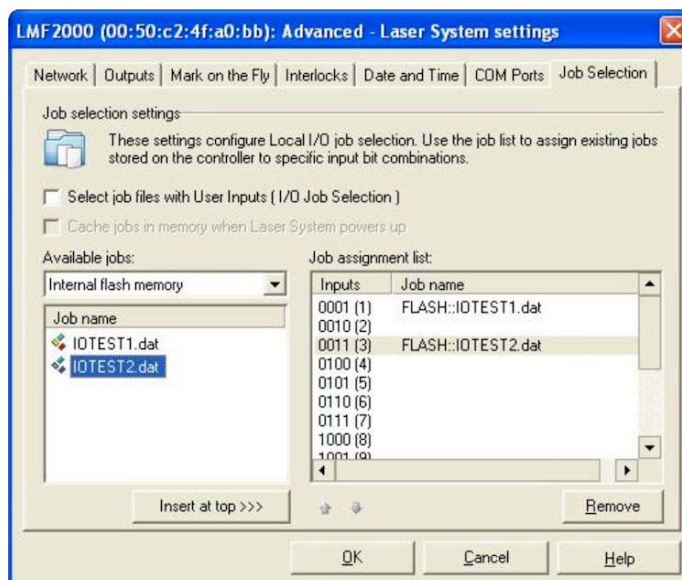 LMF2000 (00:50:c2:4f:a0:bb): Advanced - Laser System settings
Network Outputs Mark on the Fly Interlocks Date and Time COM Ports Job Selection
Job selection settings
These settings configure Local I/O job selection. Use the job list to assign existing jobs
stored on the controller to specific input bit combinations.
Select job files with User Inputs ( I/O Job Selection )
Cache jobs in memory when Laser System powers up
Available jobs:
Internal flash memory
Job name
IOTEST1.dat
IOTEST2.dat
Insert at top >>>
Job assignment list:
Inputs Job name
0001 (1) FLASH::IOTEST1.dat
0010 (2)
0011 (3) FLASH::IOTEST2.dat
0100 (4)
0101 (5)
0110 (6)
0111 (7)
1000 (8)
1001 (9)
Remove
OK Cancel Help